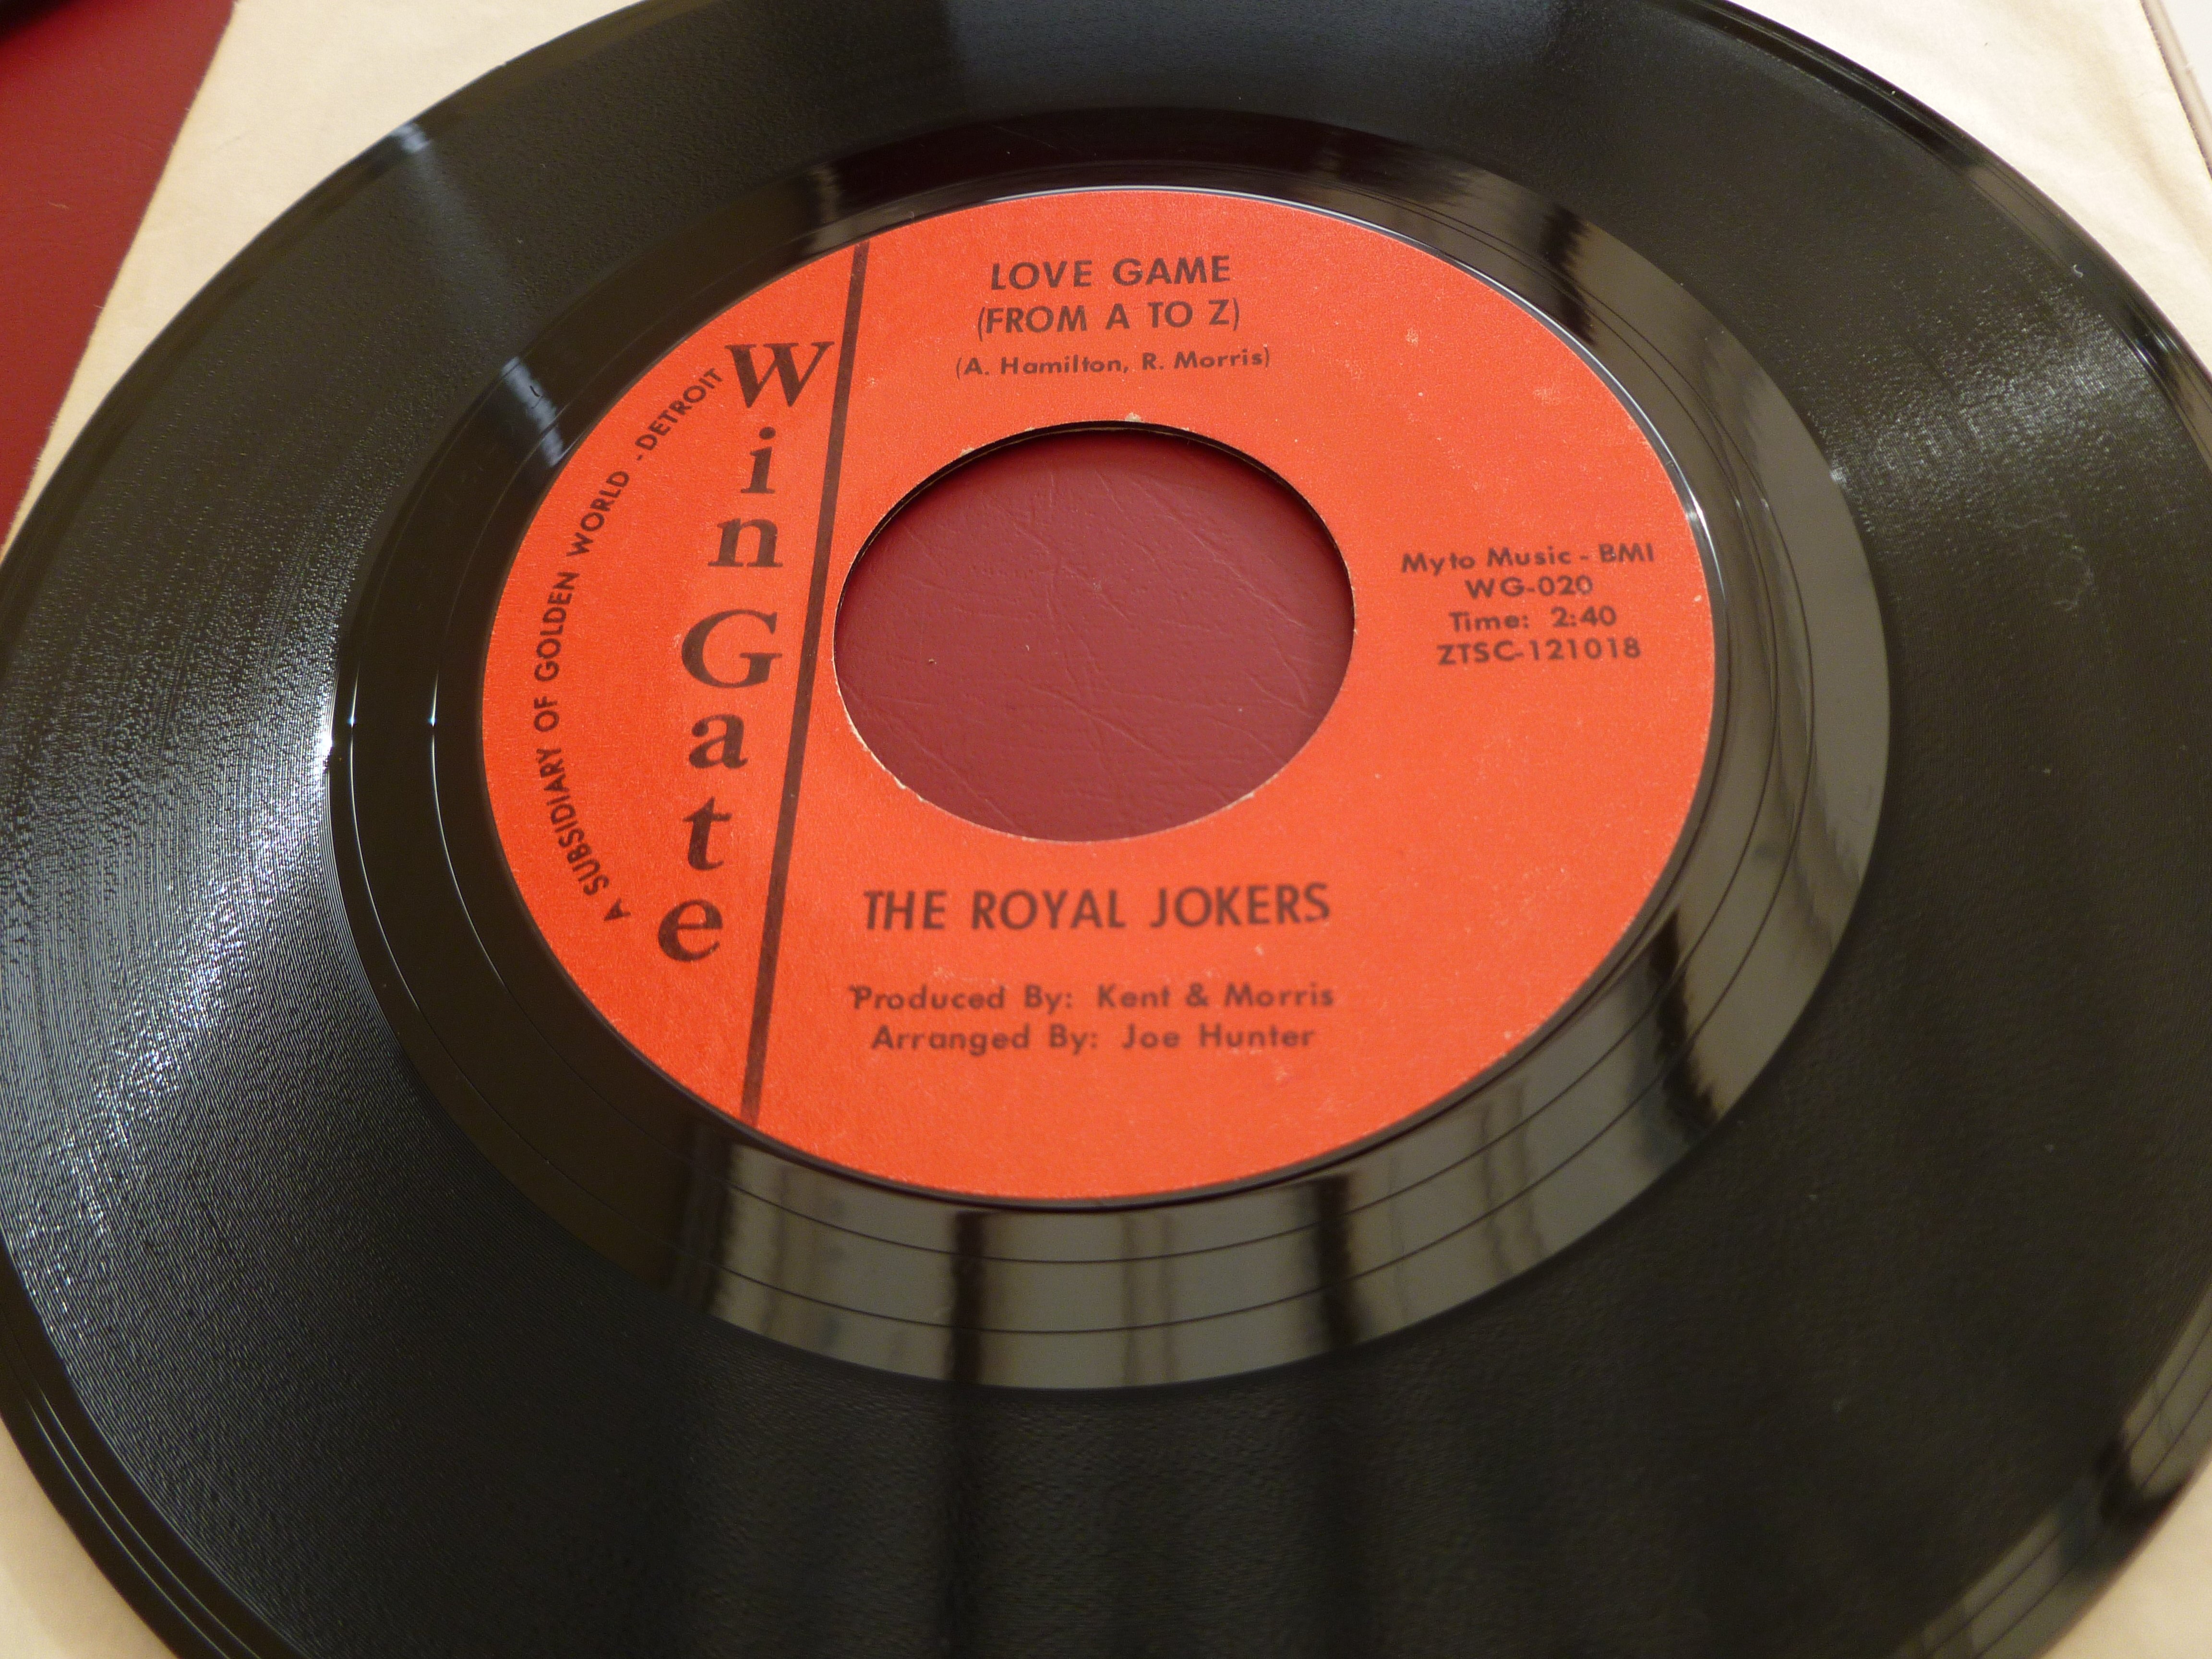 LOVE GAME
(FROM A TO Z)
(A. Hamilton, R. Morris)
WinGate
A SUBSIDIARY OF GOLDEN WORLD - DETROIT
Myto Music - BMI
WG-020
Time: 2:40
ZTSC-121018
THE ROYAL JOKERS
Produced By: Kent & Morris
Arranged By: Joe Hunter